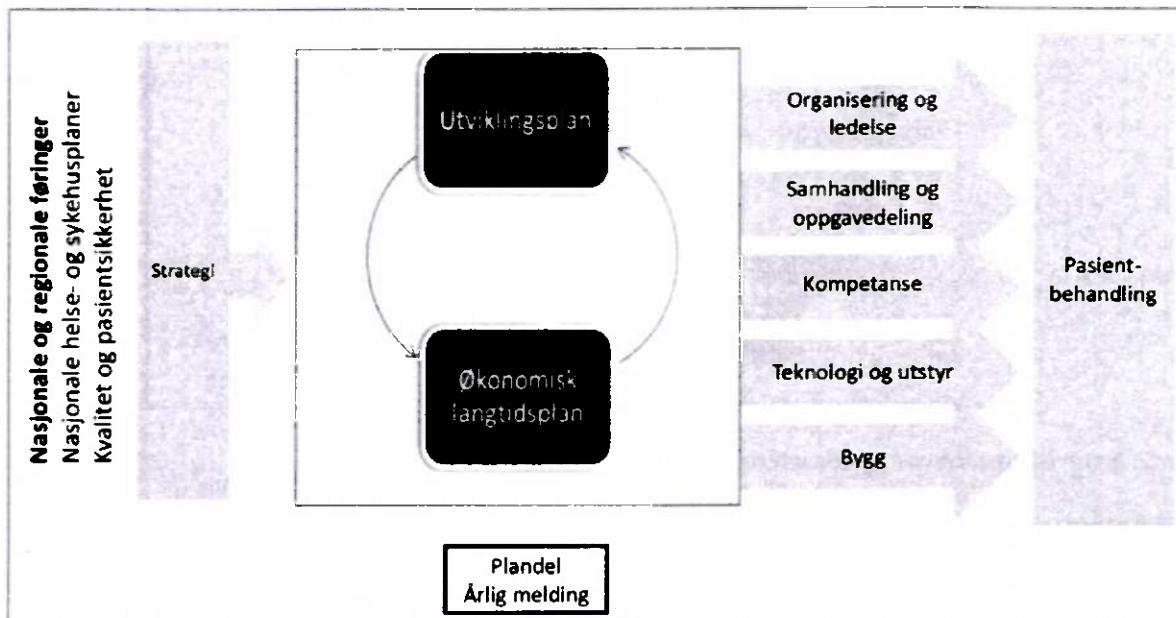 Nasjonale og regionale føringer
Nasjonale helse- og sykehusplaner
Kvalitet og pasientsikkerhet
Strategi
Utviklingsplan
Økonomisk
langtidsplan
Plandel
Årlig melding
Organisering og
ledelse
Samhandling og
oppgavedeling
Kompetanse
Teknologi og utstyr
Bygg
Pasient-
behandling